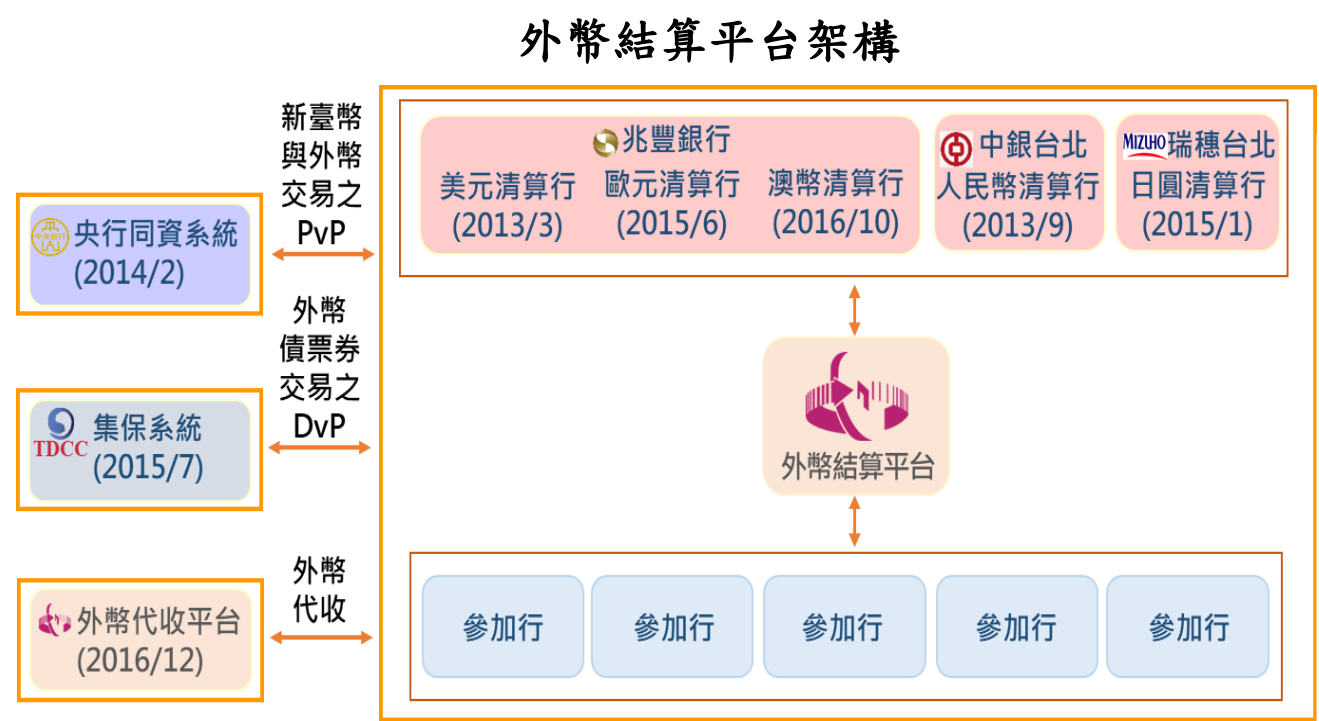 外幣結算平台架構
新臺幣
與外幣
交易之
PvP
央行同資系統
(2014/2)
外幣
債票券
交易之
DvP
TDCC
集保系統
(2015/7)
外幣
代收
外幣代收平台
(2016/12)
兆豐銀行
美元清算行
(2013/3)
歐元清算行
(2015/6)
澳幣清算行
(2016/10)
中銀台北
人民幣清算行
(2013/9)
MIZUHO瑞穗台北
日圓清算行
(2015/1)
外幣結算平台
參加行
參加行
參加行
參加行
參加行